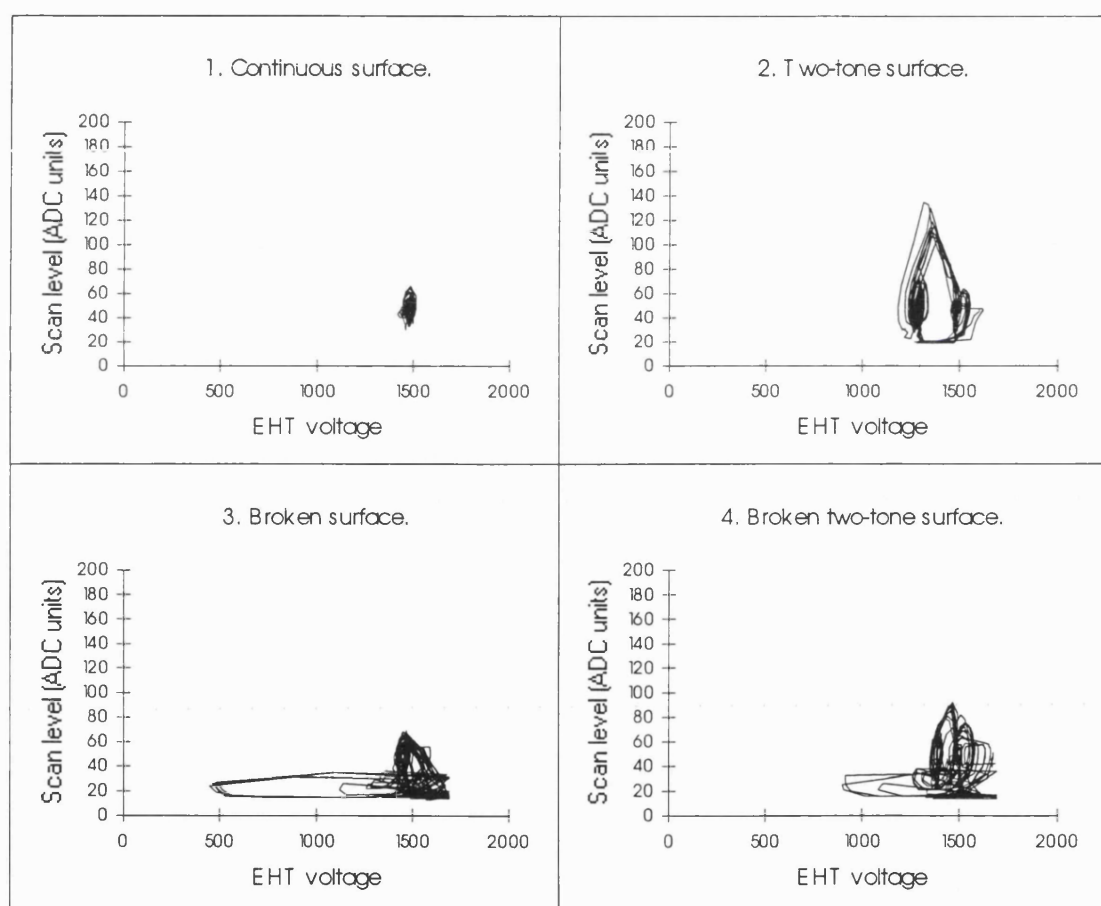 1. Continuous surface.
Scan level (ADC units)
200
180
160
140
120
100
80
60
40
20
0
0 500 1000 1500 2000
EHT voltage
2. Two-tone surface.
Scan level (ADC units)
200
180
160
140
120
100
80
60
40
20
0
0 500 1000 1500 2000
EHT voltage
3. Broken surface.
Scan level (ADC units)
200
180
160
140
120
100
80
60
40
20
0
0 500 1000 1500 2000
EHT voltage
4. Broken two-tone surface.
Scan level (ADC units)
200
180
160
140
120
100
80
60
40
20
0
0 500 1000 1500 2000
EHT voltage